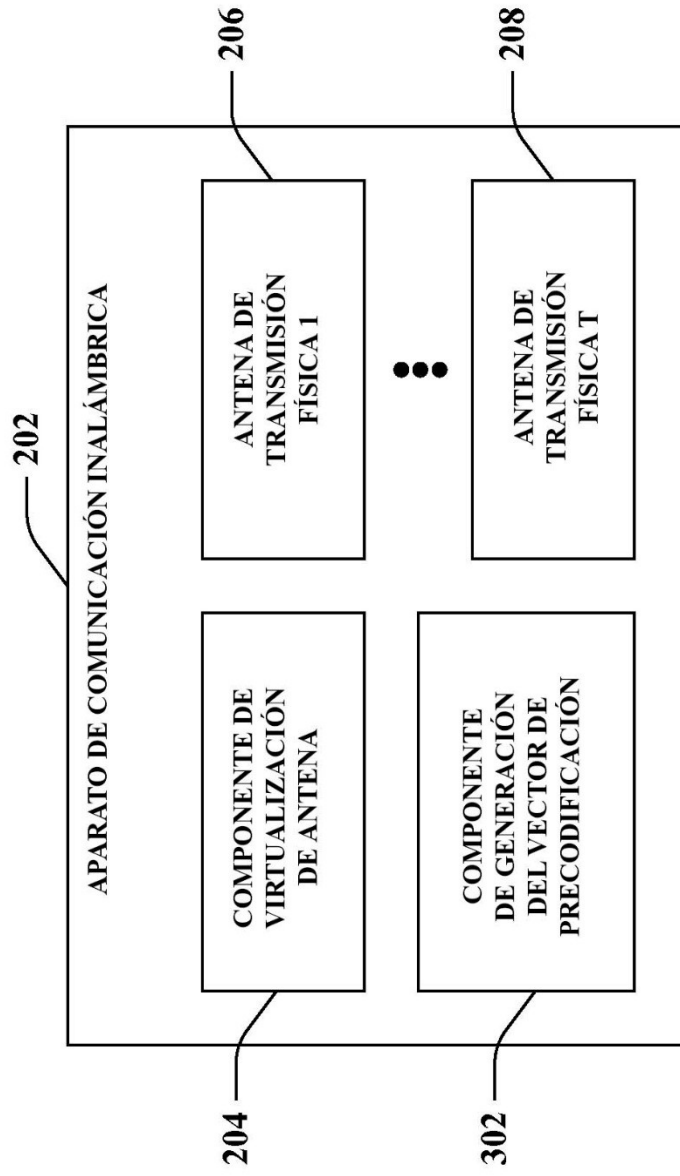 202
APARATO DE COMUNICACIÓN INALÁMBRICA
204
COMPONENTE DE
VIRTUALIZACIÓN
DE ANTENA
206
ANTENA DE
TRANSMISIÓN
FÍSICA 1
302
COMPONENTE
DE GENERACIÓN
DEL VECTOR DE
PRECODIFICACIÓN
208
ANTENA DE
TRANSMISIÓN
FÍSICA T